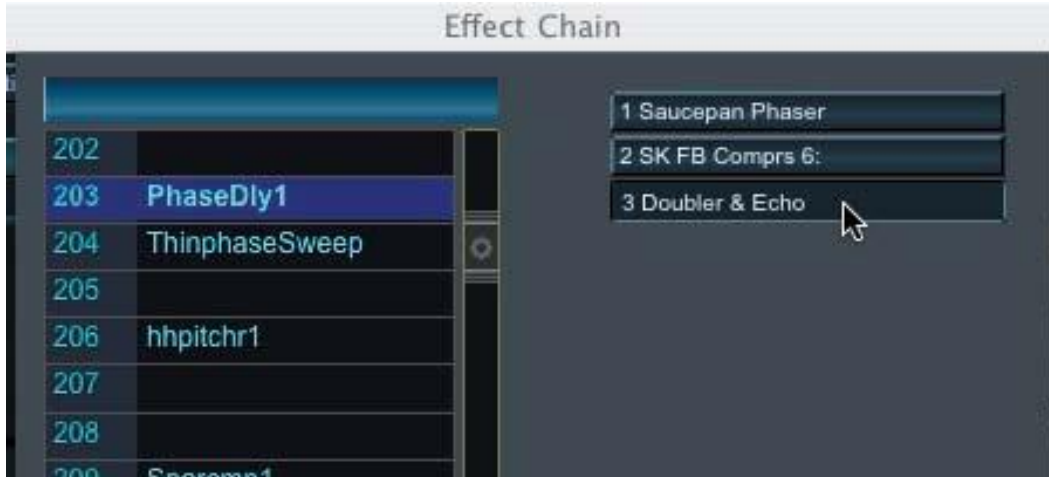 Effect Chain
202
203 PhaseDly1
204 ThinphaseSweep
205
206 hhpitchr1
207
208
209
1 Saucepan Phaser
2 SK FB Comprs 6:
3 Doubler & Echo